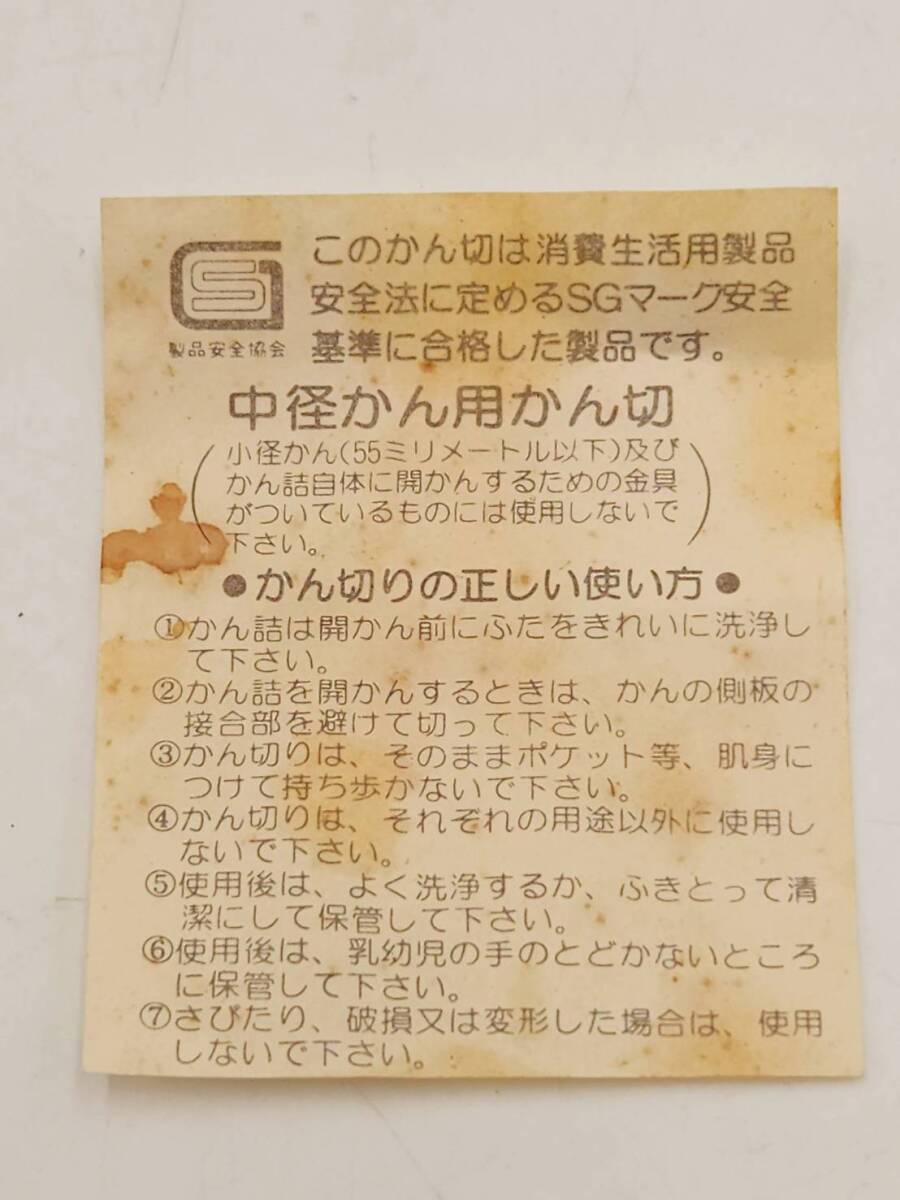 このかん切は消費生活用製品
安全法に定めるSGマーク安全
基準に合格した製品です。
SG
製品安全協会
中径かん用かん切
(小径かん(55ミリメートル以下)及び
かん詰自体に開かんするための金具
がついているものには使用しないで
下さい。)
●かん切りの正しい使い方●
①かん詰は開かん前にふたをきれいに洗浄し
て下さい。
②かん詰を開かんするときは、かんの側板の
接合部を避けて切って下さい。
③かん切りは、そのままポケット等、肌身に
つけて持ち歩かないで下さい。
④かん切りは、それぞれの用途以外に使用し
ないで下さい。
⑤使用後は、よく洗浄するか、ふきとって清
潔にして保管して下さい。
⑥使用後は、乳幼児の手のとどかないところ
に保管して下さい。
⑦さびたり、破損又は変形した場合は、使用
しないで下さい。